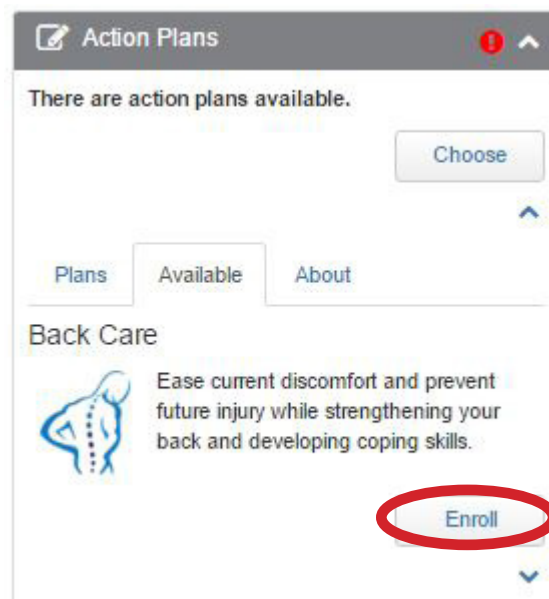 Action Plans
There are action plans available.
Choose
Plans Available About
Back Care
Ease current discomfort and prevent
future injury while strengthening your
back and developing coping skills.
Enroll